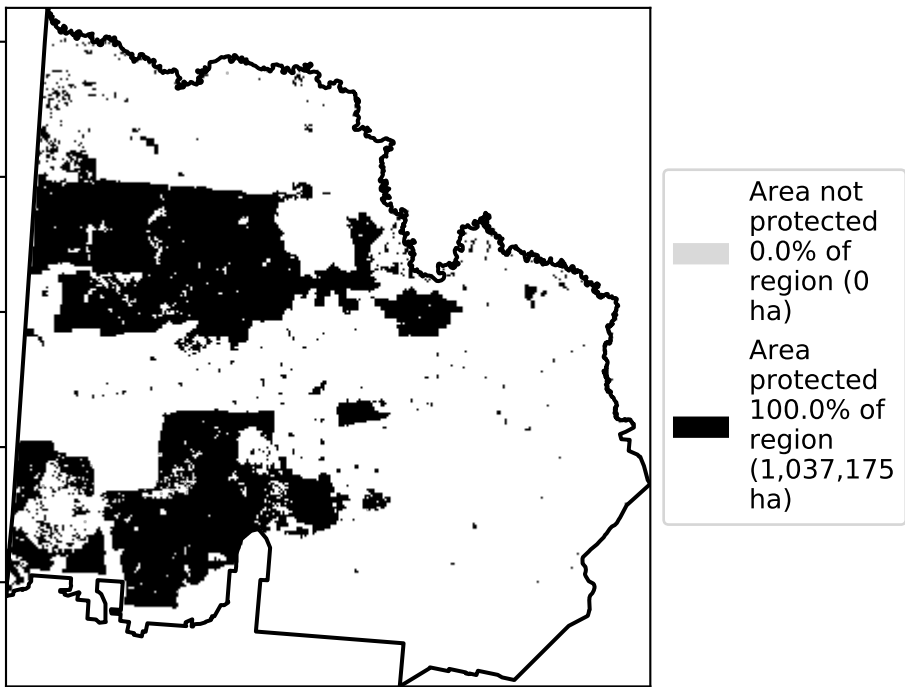 Area not
protected
0.0% of
region (0
ha)
Area
protected
100.0% of
region
(1,037,175
ha)